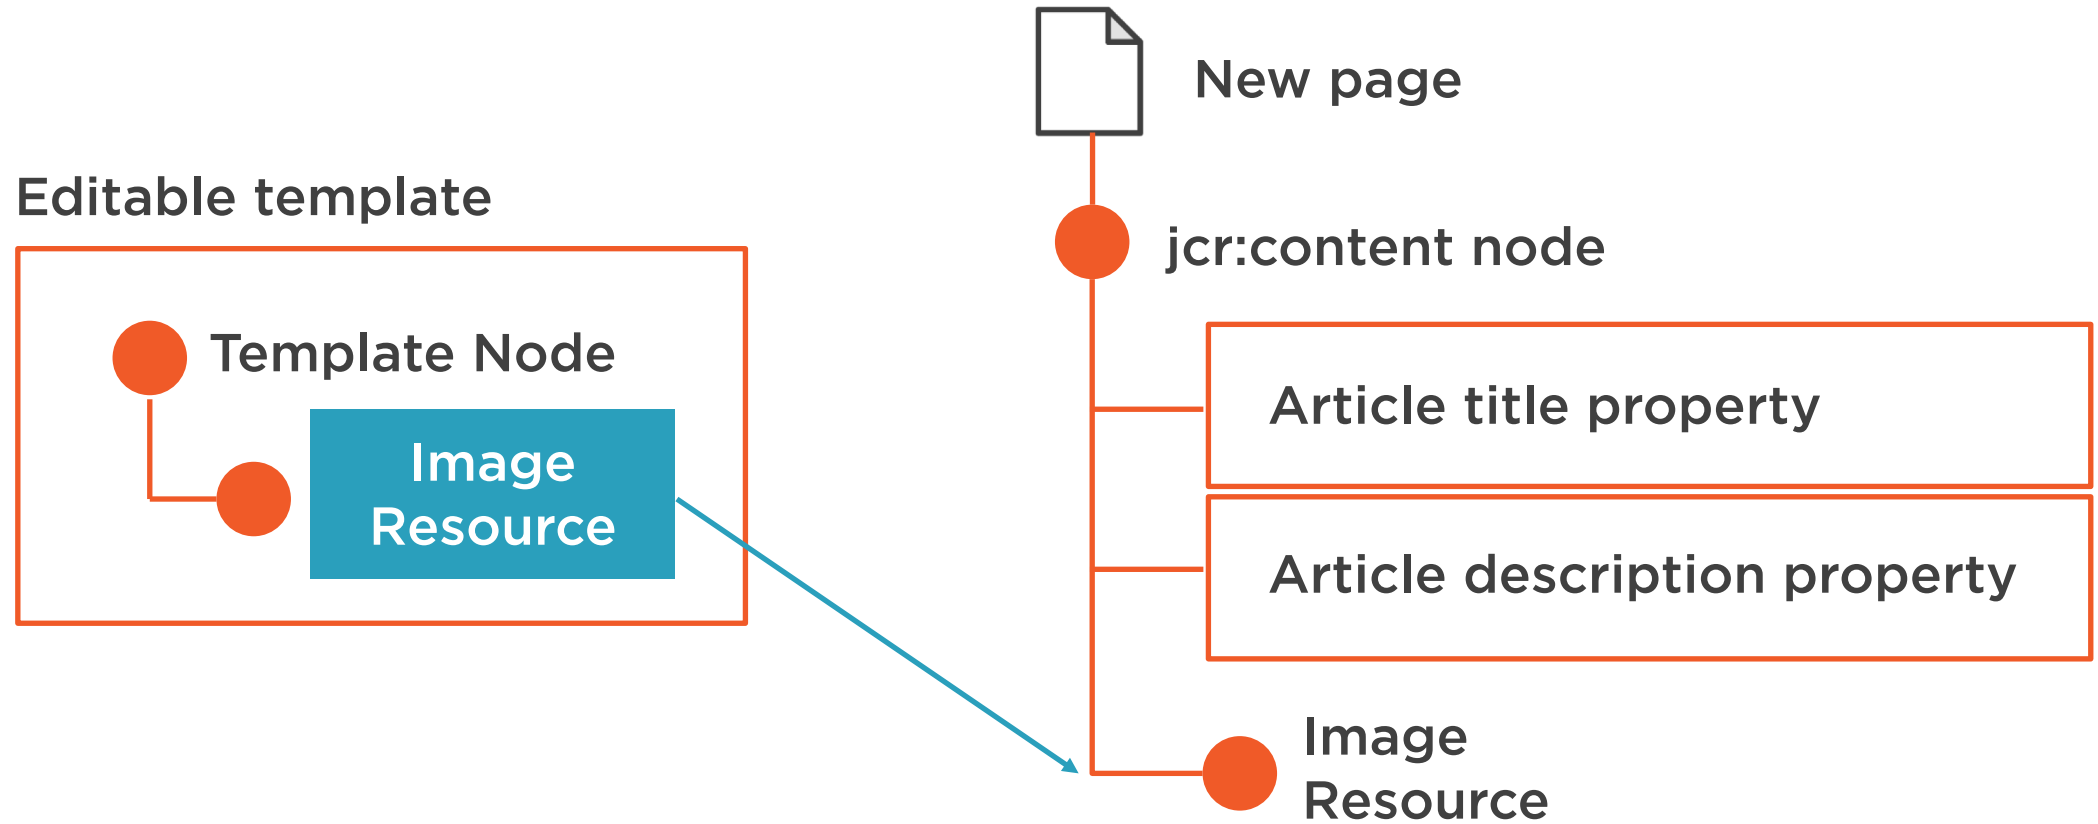 New page
Editable template
jcr:content node
Template Node
Image
Resource
Article title property
Article description property
Image
Resource